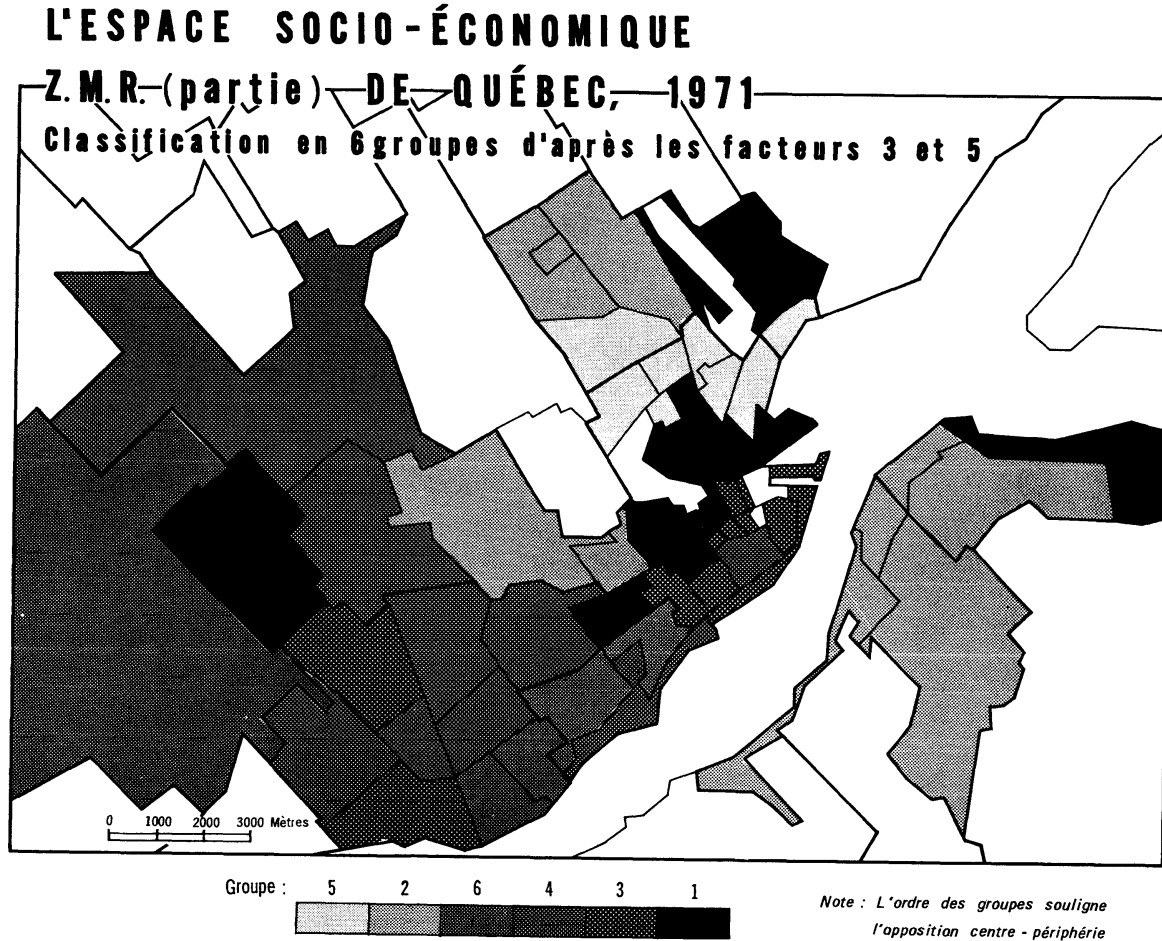 L'ESPACE SOCIO-ÉCONOMIQUE
Z.M.R. (partie) DE QUÉBEC, 1971
Classification en 6 groupes d'après les facteurs 3 et 5
0 1000 2000 3000 Mètres
Groupe : 5 2 6 4 3 1
Note : L'ordre des groupes souligne
l'opposition centre - périphérie